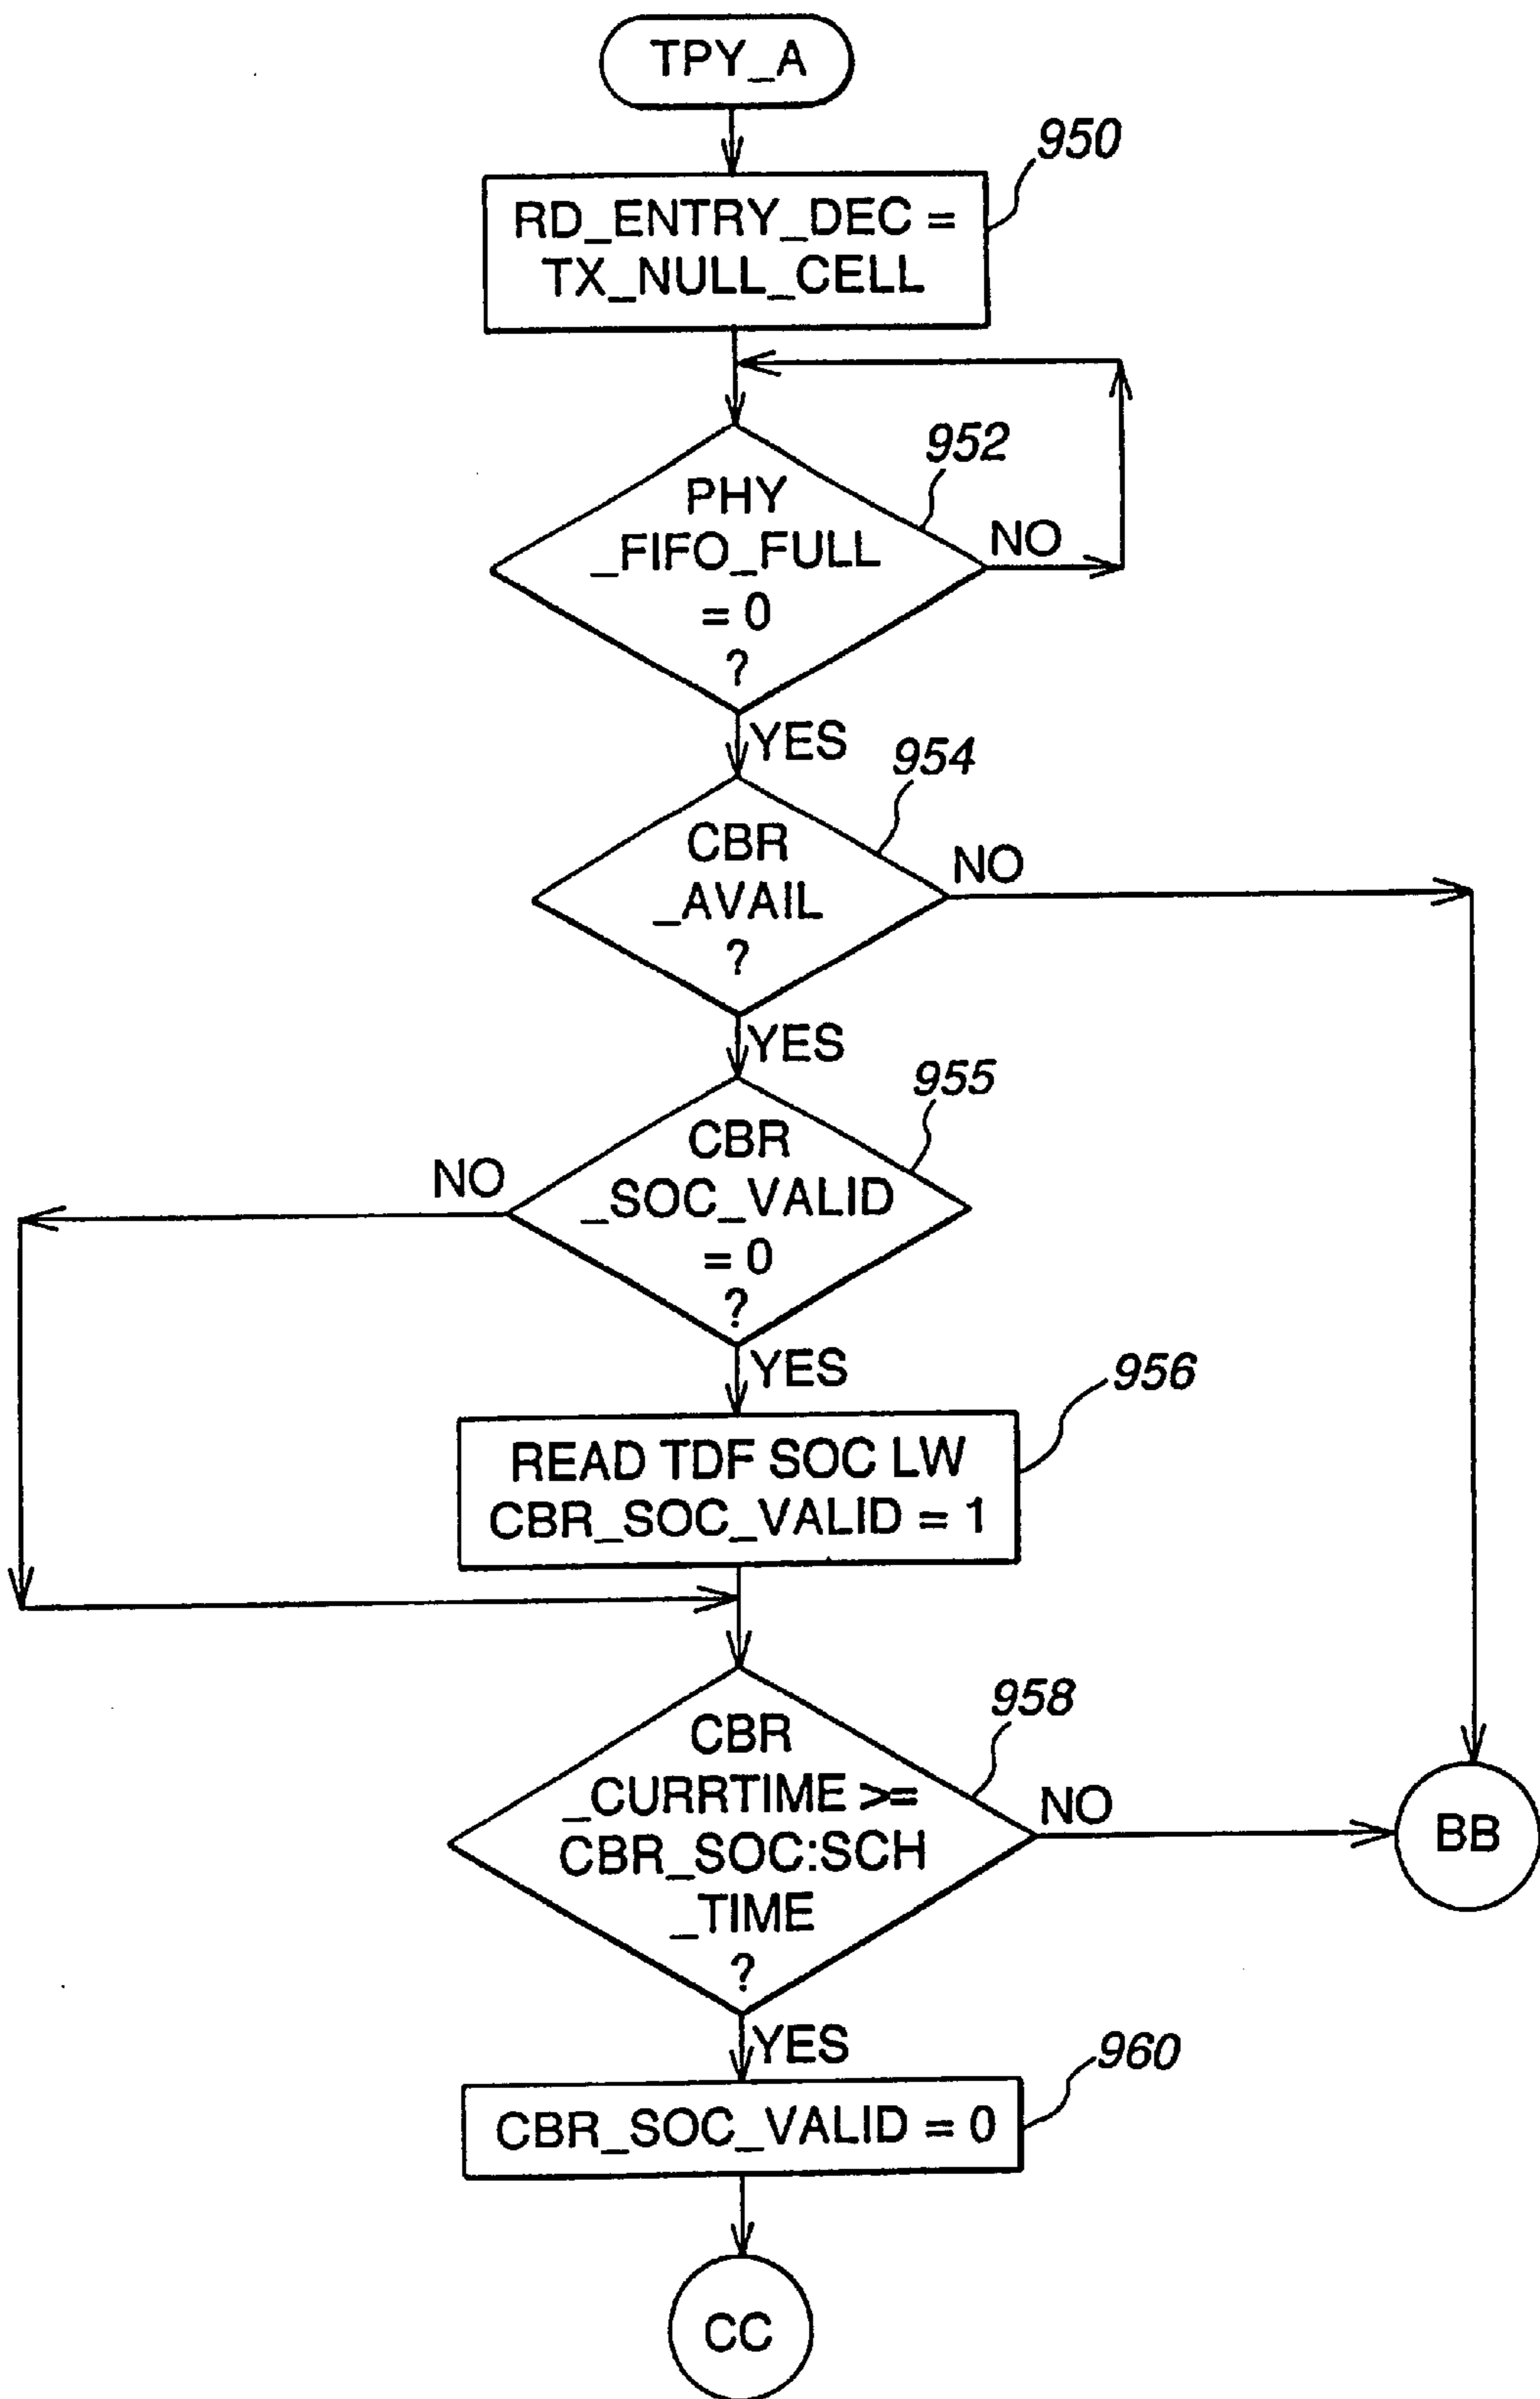 TPY_A
950
RD_ENTRY_DEC =
TX_NULL_CELL
952
PHY
_FIFO_FULL
= 0
?
NO
YES
954
CBR
_AVAIL
?
NO
YES
955
CBR
_SOC_VALID
= 0
?
NO
YES
956
READ TDF SOC LW
CBR_SOC_VALID = 1
958
CBR
_CURRTIME >=
CBR_SOC:SCH
_TIME
?
NO
BB
YES
960
CBR_SOC_VALID = 0
CC